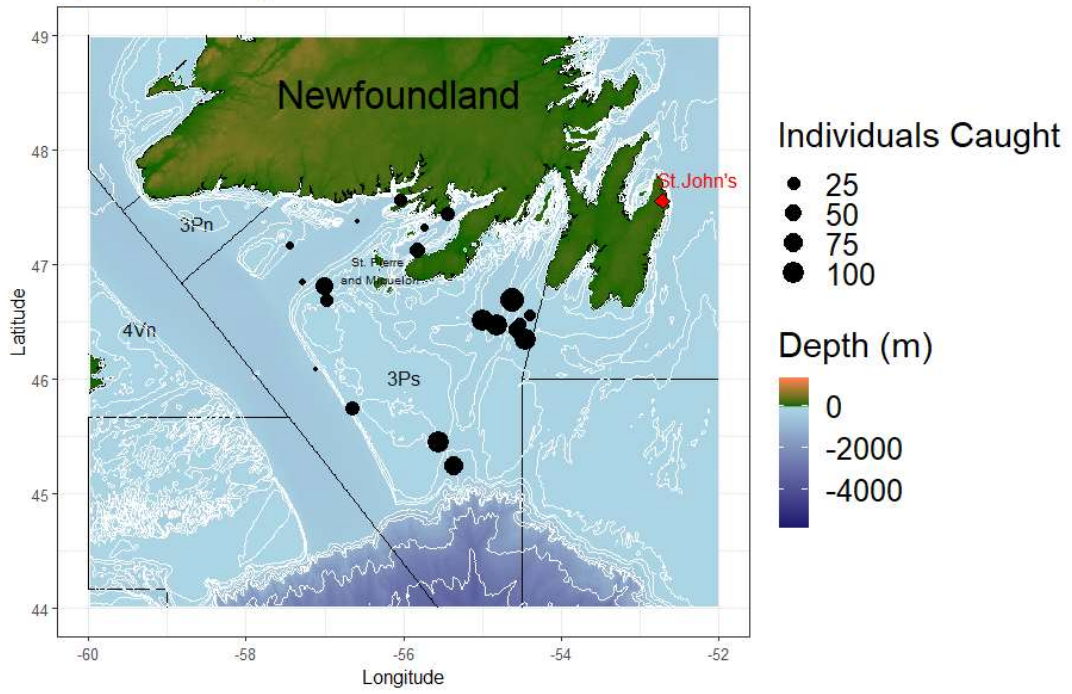 49
48
47
46
45
44
Latitude
-60
-58
-56
-54
-52
Longitude
Newfoundland
St.John's
3Pn
St. Pierre
and Miquelon
4Vn
3Ps
Individuals Caught
25
50
75
100
Depth (m)
0
-2000
-4000